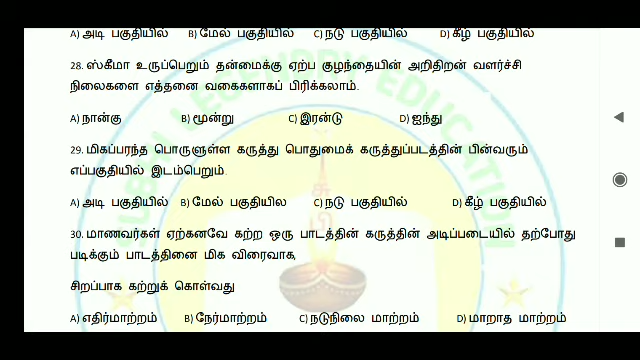 A) அடி பகுதியில் B) மேல் பகுதியில் C) நடு பகுதியில் D) கீழ் பகுதியில்
28. ஸ்கீமா உருப்பெறும் தன்மைக்கு ஏற்ப குழந்தையின் அறிதிறன் வளர்ச்சி
நிலைகளை எத்தனை வகைகளாகப் பிரிக்கலாம்.
A) நான்கு B) மூன்று C) இரண்டு D) ஐந்து
29. மிகப்பரந்த பொருளுள்ள கருத்து பொதுமைக் கருத்துப்படத்தின் பின்வரும்
எப்பகுதியில் இடம்பெறும்.
A) அடி பகுதியில் B) மேல் பகுதியில C) நடு பகுதியில் D) கீழ் பகுதியில்
30. மாணவர்கள் ஏற்கனவே கற்ற ஒரு பாடத்தின் கருத்தின் அடிப்படையில் தற்போது
படிக்கும் பாடத்தினை மிக விரைவாக,
சிறப்பாக கற்றுக் கொள்வது
A) எதிர்மாற்றம் B) நேர்மாற்றம் C) நடுநிலை மாற்றம் D) மாறாத மாற்றம்
SUBAN LEGENDRY EDUCATION